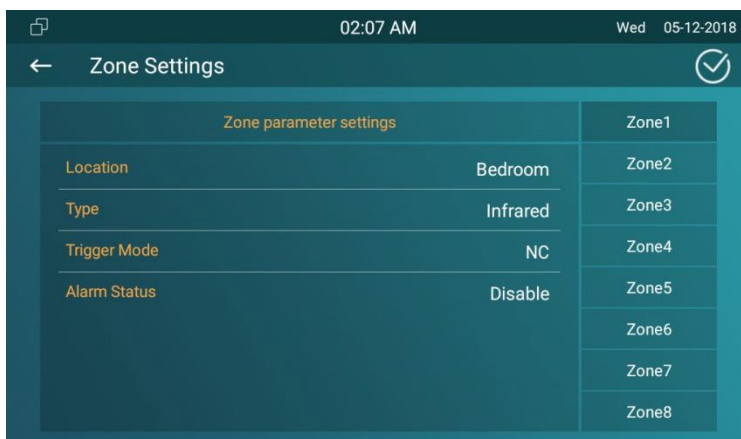 02:07 AM Wed 05-12-2018
Zone Settings
Zone parameter settings
Location Bedroom
Type Infrared
Trigger Mode NC
Alarm Status Disable
Zone1
Zone2
Zone3
Zone4
Zone5
Zone6
Zone7
Zone8